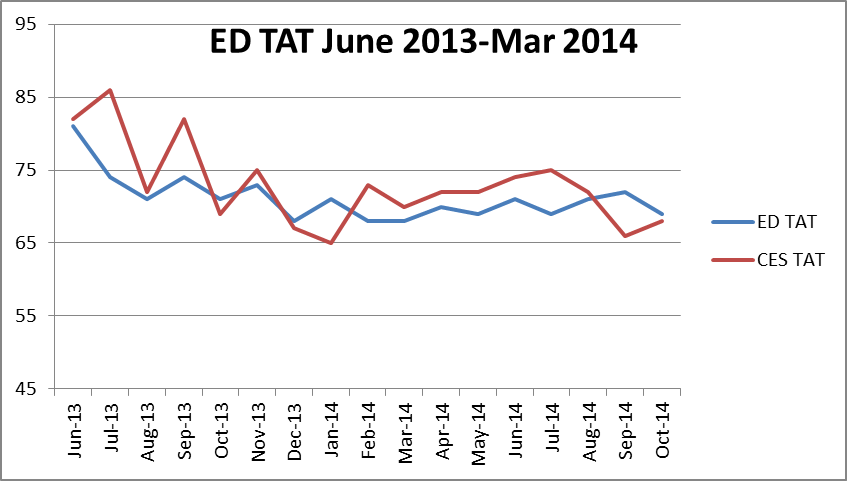 ED TAT June 2013-Mar 2014
95
85
75
65
55
45
Jun-13
Jul-13
Aug-13
Sep-13
Oct-13
Nov-13
Dec-13
Jan-14
Feb-14
Mar-14
Apr-14
May-14
Jun-14
Jul-14
Aug-14
Sep-14
Oct-14
ED TAT
CES TAT